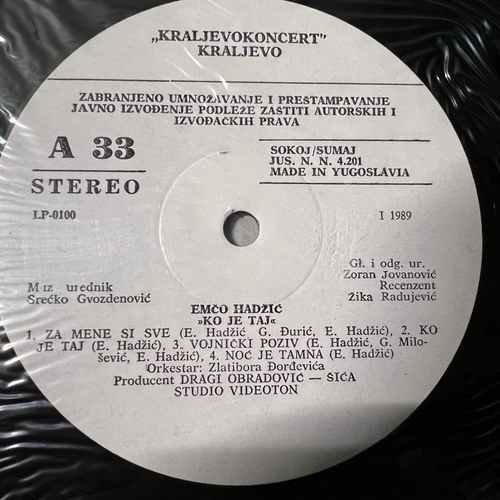 „KRALJEVOKONCERT"
KRALJEVO
ZABRANJENO UMNOŽAVANJE I PREŠTAMPAVANJE
JAVNO IZVOĐENJE PODLEŽE ZAŠTITI AUTORSKIH I
IZVOĐAČKIH PRAVA
A 33
STEREO
SOKOJ/SUMAJ
JUS. N. N. 4.201
MADE IN YUGOSLAVIA
LP-0100
I 1989
Muz urednik
Srećko Gvozdenović
Gl. i odg. ur.
Zoran Jovanović
Recenzent
Žika Radujević
EMĆO HADŽIĆ
»KO JE TAJ«
1. ZA MENE SI SVE (E. Hadžić G. Đurić, E. Hadžić), 2. KO
JE TAJ (E. Hadžić), 3. VOJNIČKI POZIV (E. Hadžić, G. Milo-
šević, E. Hadžić), 4. NOĆ JE TAMNA (E. Hadžić)
Orkestar: Zlatibora Đorđevića
Producent DRAGI OBRADOVIĆ — ŠIĆA
STUDIO VIDEOTON